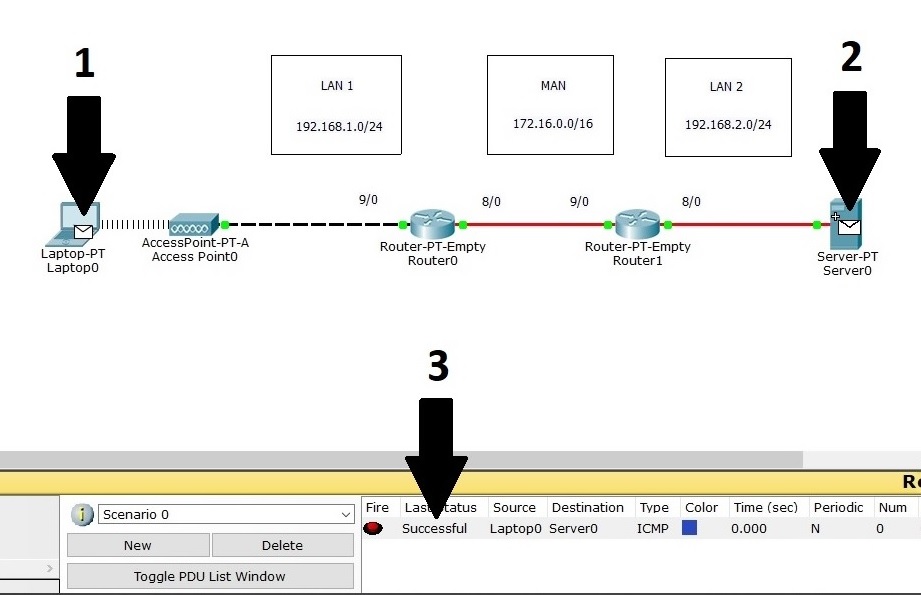 1
2
LAN 1
192.168.1.0/24
MAN
172.16.0.0/16
LAN 2
192.168.2.0/24
9/0
8/0
9/0
8/0
Laptop-PT
Laptop0
AccessPoint-PT-A
Access Point0
Router-PT-Empty
Router0
Router-PT-Empty
Router1
Server-PT
Server0
3
Re
i Scenario 0
New Delete
Toggle PDU List Window
Fire Last Status Source Destination Type Color Time (sec) Periodic Num
Successful Laptop0 Server0 ICMP 0.000 N 0